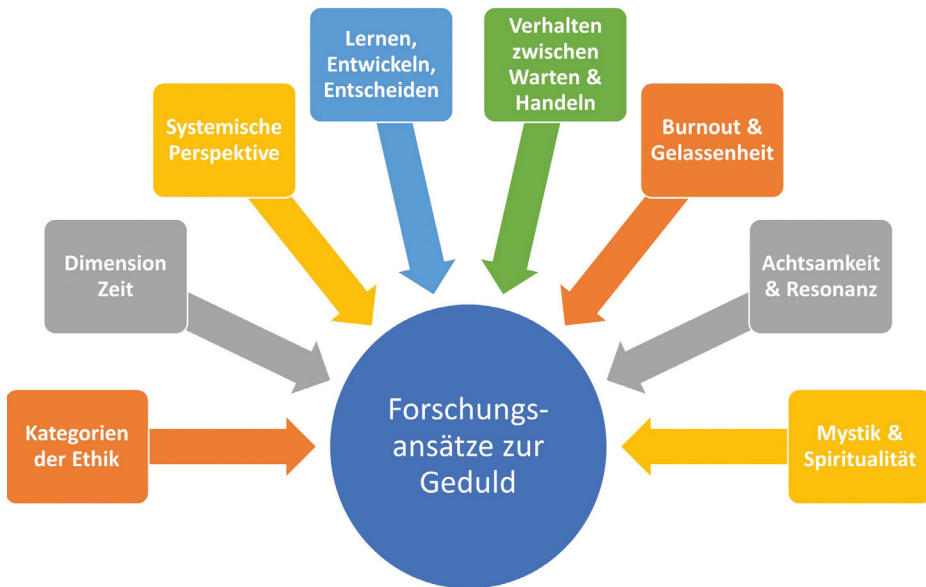 Lernen,
Entwickeln,
Entscheiden
Verhalten
zwischen
Warten &
Handeln
Systemische
Perspektive
Burnout &
Gelassenheit
Dimension
Zeit
Achtsamkeit
& Resonanz
Kategorien
der Ethik
Forschungs-
ansätze zur
Geduld
Mystik &
Spiritualität